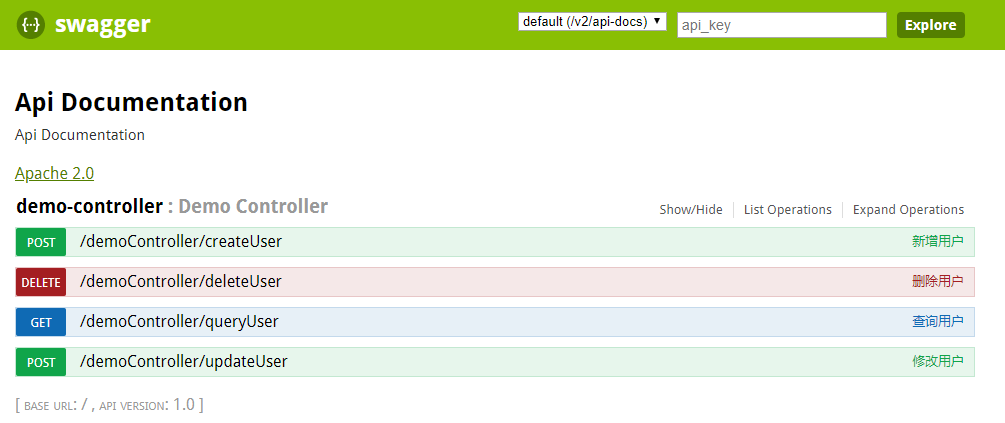 {···} swagger default (/v2/api-docs) ▼ api_key Explore
Api Documentation
Api Documentation
Apache 2.0
demo-controller : Demo Controller Show/Hide List Operations Expand Operations
POST /demoController/createUser 新增用户
DELETE /demoController/deleteUser 删除用户
GET /demoController/queryUser 查询用户
POST /demoController/updateUser 修改用户
[ BASE URL: / , API VERSION: 1.0 ]